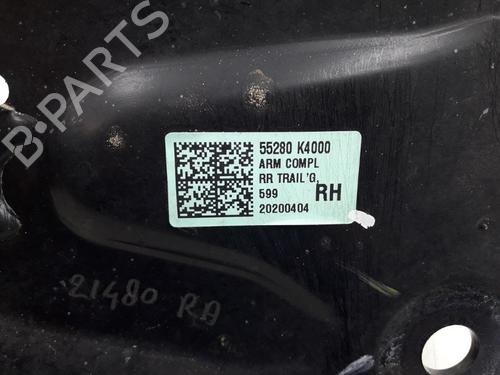 B-PARTS
55280 K4000
ARM COMPL
RR TRAIL'G,
599 RH
20200404
21480 RA